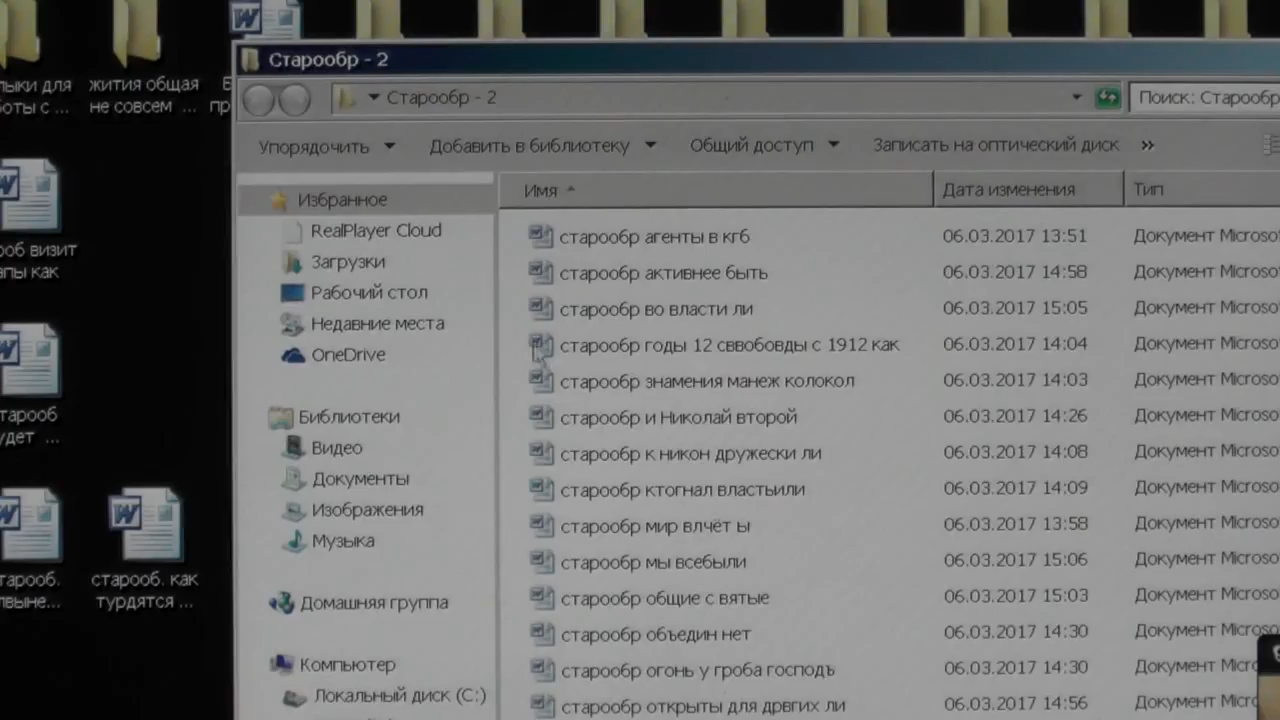 лыки для
боты с ...
жития общая
не совсем ...
Старообр - 2
Старообр - 2
Поиск: Старообр
Упорядочить
Добавить в библиотеку
Общий доступ
Записать на оптический диск
»
Избранное
RealPlayer Cloud
Загрузки
Рабочий стол
Недавние места
OneDrive
Библиотеки
Видео
Документы
Изображения
Музыка
Домашняя группа
Компьютер
Локальный диск (C:)
Имя Дата изменения Тип
старообр агенты в кгб 06.03.2017 13:51 Документ Microso
старообр активнее быть 06.03.2017 14:58 Документ Microso
старообр во власти ли 06.03.2017 15:05 Документ Microso
старообр годы 12 сввобовды с 1912 как 06.03.2017 14:04 Документ Microso
старообр знамения манеж колокол 06.03.2017 14:03 Документ Microso
старообр и Николай второй 06.03.2017 14:26 Документ Microso
старообр к никон дружески ли 06.03.2017 14:08 Документ Microso
старообр ктогнал властьили 06.03.2017 14:09 Документ Microso
старообр мир влчёт ы 06.03.2017 13:58 Документ Microso
старообр мы всебыли 06.03.2017 15:06 Документ Microso
старообр общие с вятые 06.03.2017 15:03 Документ Microso
старообр объедин нет 06.03.2017 14:30 Документ Microso
старообр огонь у гроба господь 06.03.2017 14:30 Документ Microso
старообр открыты для дрвгих ли 06.03.2017 14:56 Документ Microso
роб визит
апы как
тарооб
удет ...
тарооб.
лвыне...
старооб. как
турдятся ...